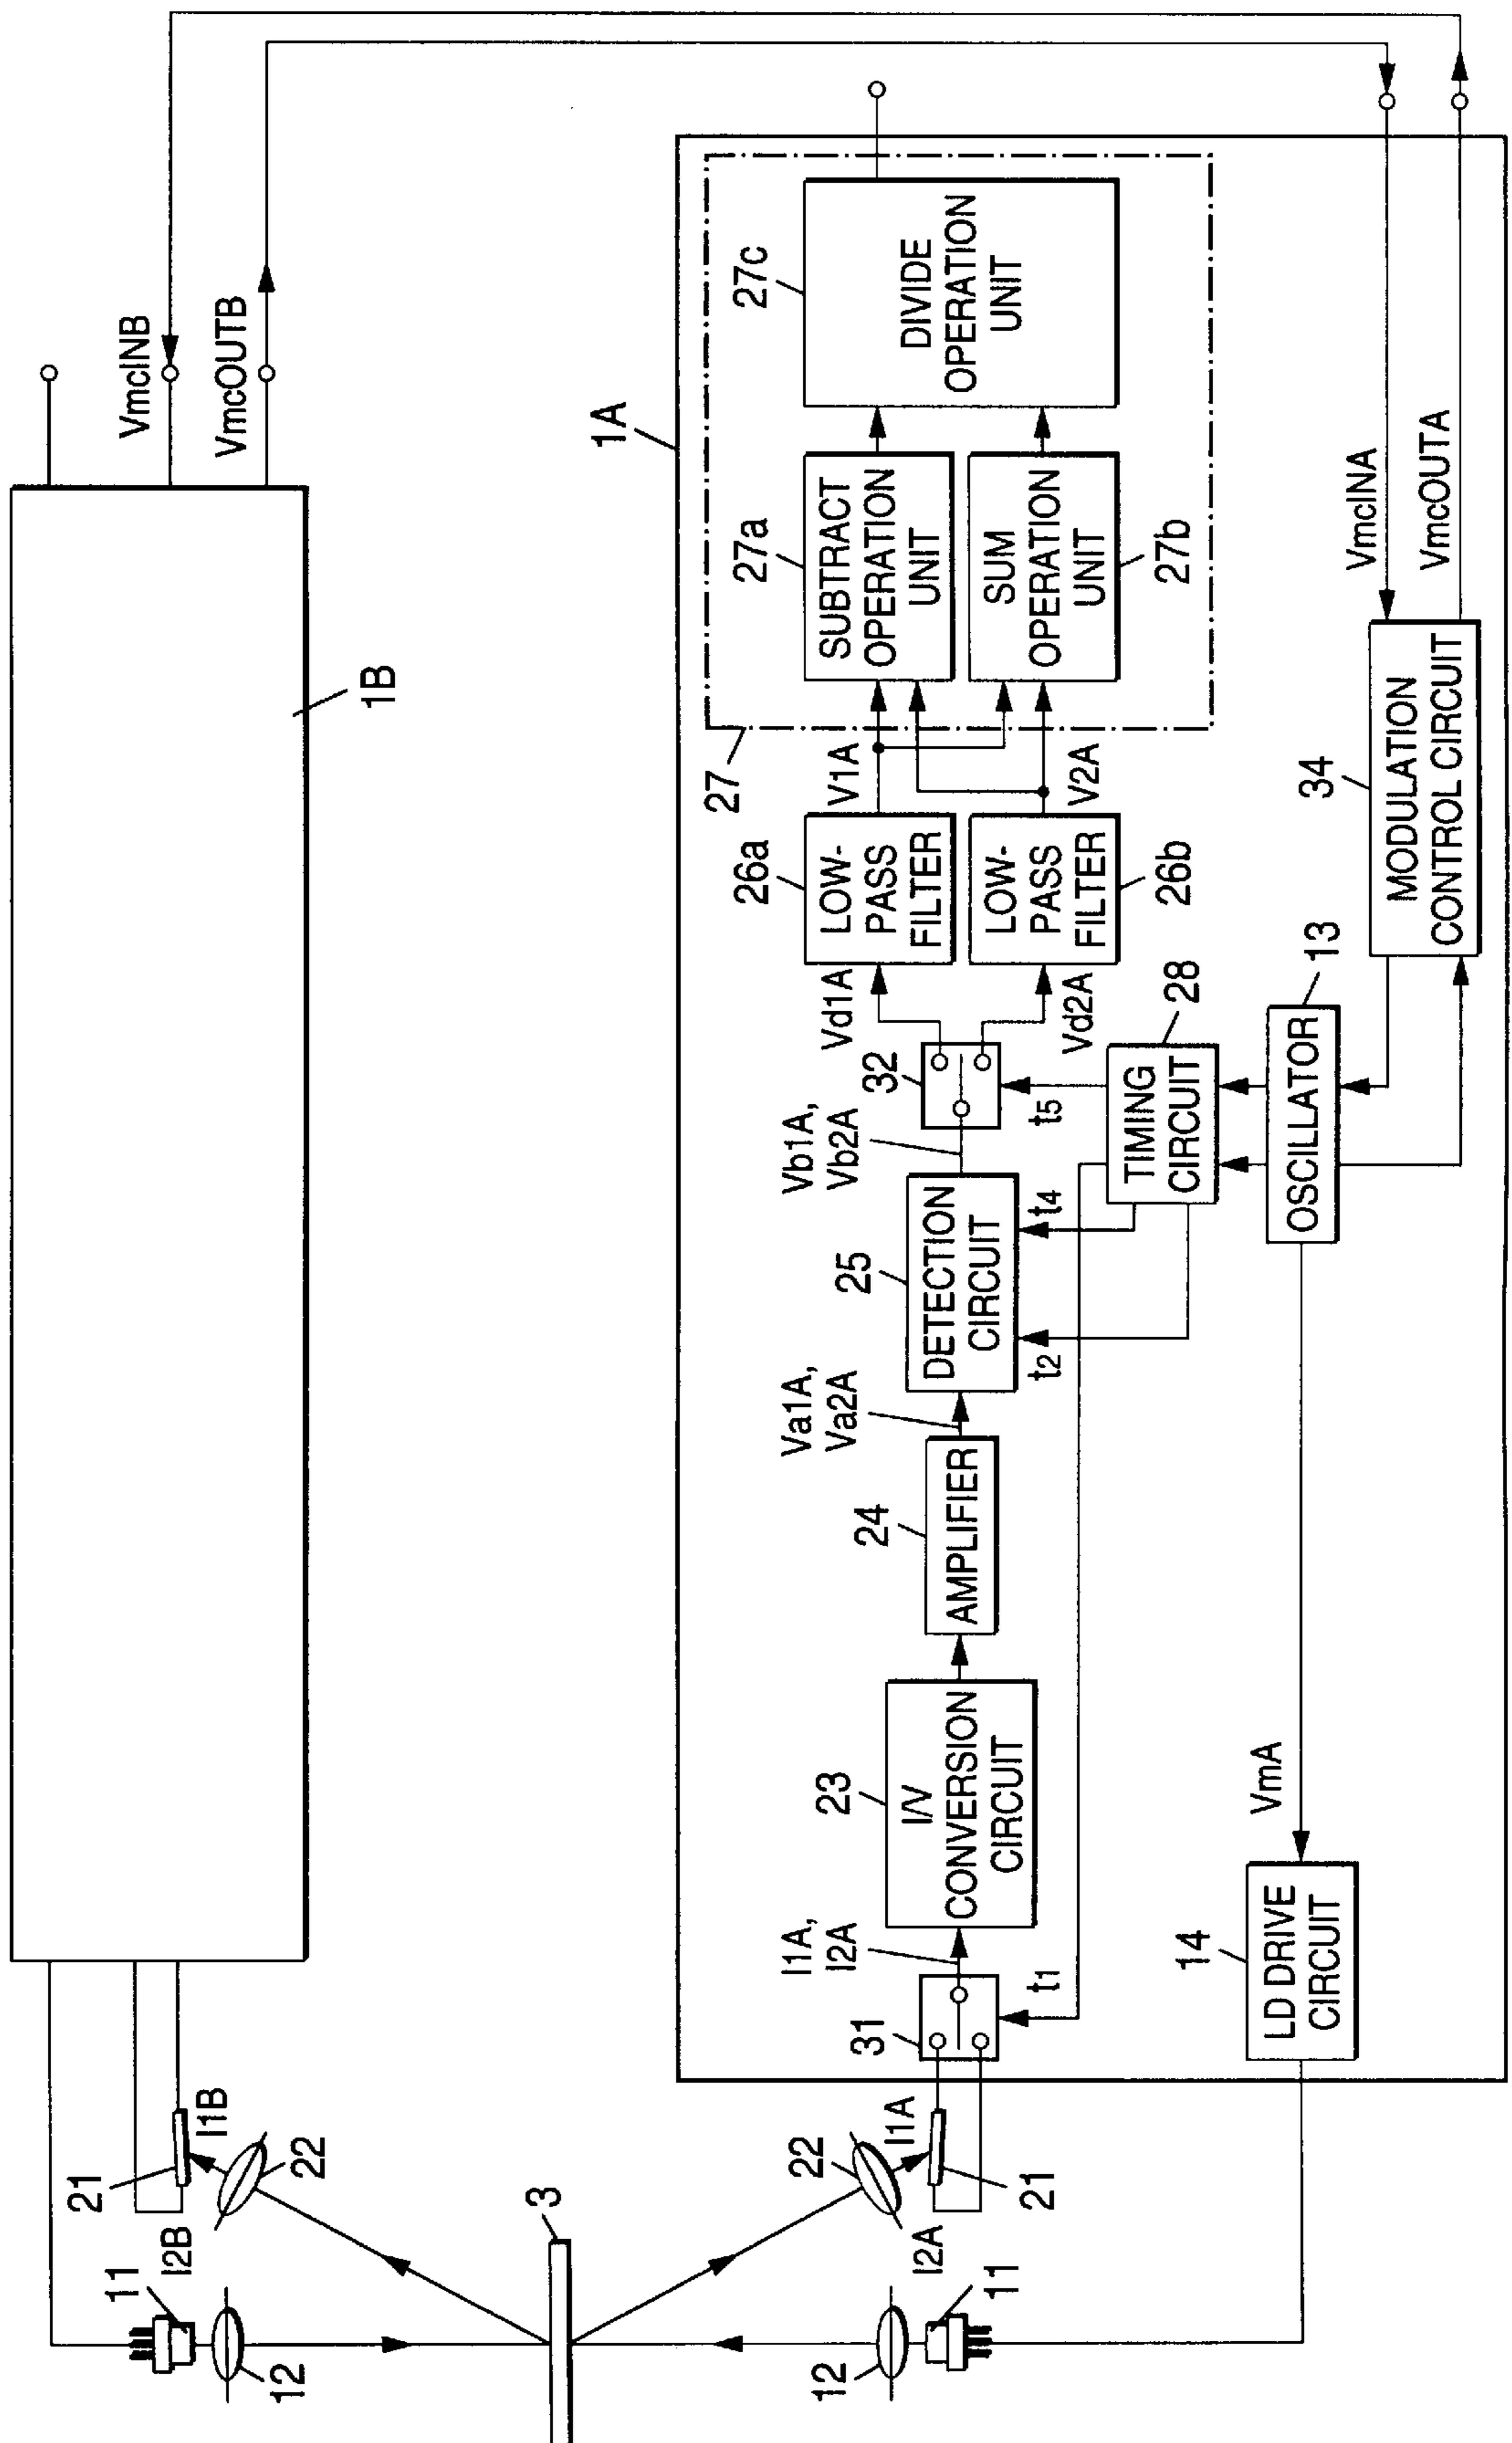 VmcINB
VmcOUTB
1B
21
I1B
I2B
22
11
12
3
1A
27
27a
SUBTRACT
OPERATION
UNIT
27b
SUM
OPERATION
UNIT
27c
DIVIDE
OPERATION
UNIT
V1A
V2A
26a
LOW-
PASS
FILTER
26b
LOW-
PASS
FILTER
Vd1A
Vd2A
32
t5
Vb1A,
Vb2A
25
DETECTION
CIRCUIT
t4
t2
Va1A,
Va2A
24
AMPLIFIER
23
I/V
CONVERSION
CIRCUIT
I1A,
I2A
31
t1
28
TIMING
CIRCUIT
13
OSCILLATOR
34
MODULATION
CONTROL CIRCUIT
VmcINA
VmcOUTA
VmA
14
LD DRIVE
CIRCUIT
22
I1A
21
I2A
12
11